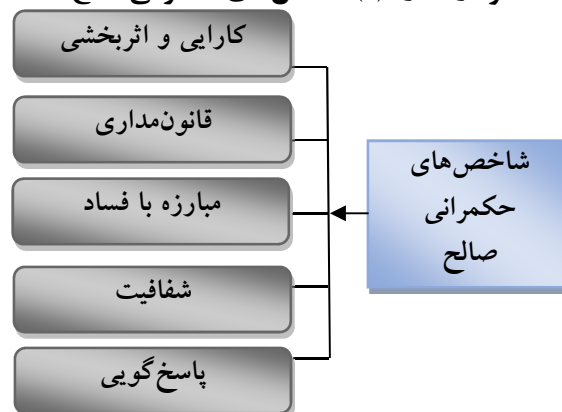 کارایی و اثربخشی
قانون‌مداری
مبارزه با فساد
شفافیت
پاسخ‌گویی
شاخص‌های
حکمرانی
صالح